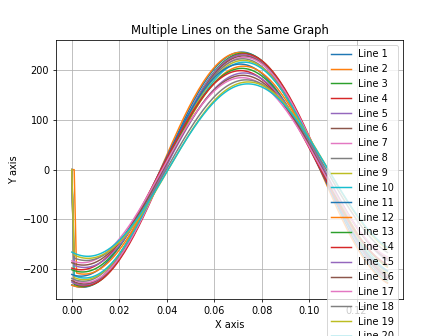 Multiple Lines on the Same Graph
200
100
0
−100
−200
Y axis
0.00
0.02
0.04
0.06
0.08
0.10
X axis
Line 1
Line 2
Line 3
Line 4
Line 5
Line 6
Line 7
Line 8
Line 9
Line 10
Line 11
Line 12
Line 13
Line 14
Line 15
Line 16
Line 17
Line 18
Line 19
Line 20